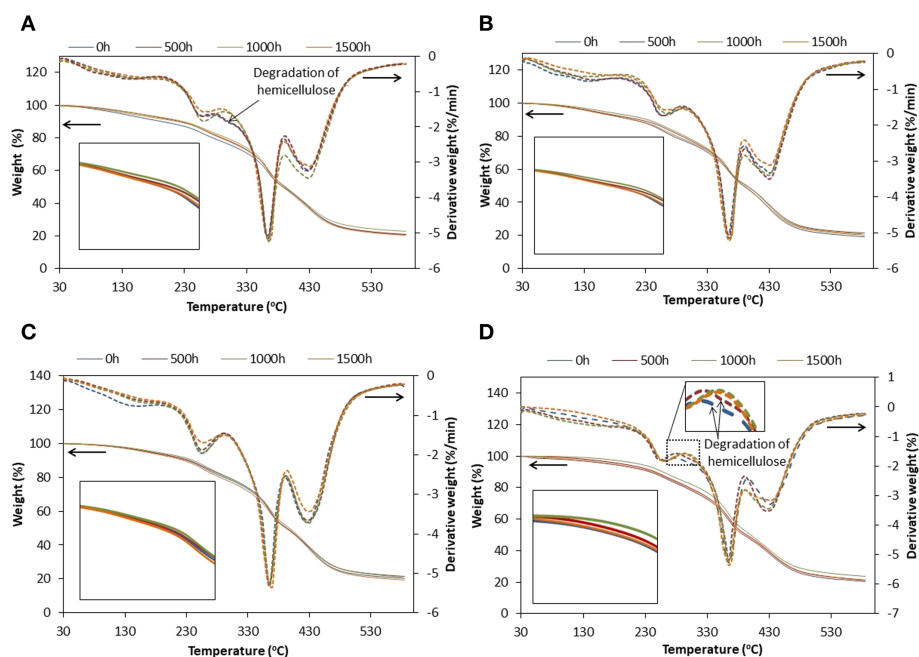 A
0h 500h 1000h 1500h
Degradation of
hemicellulose
Weight (%)
120
100
80
60
40
20
0
0
-1
-2
-3
-4
-5
-6
Derivative weight (%/min)
30 130 230 330 430 530
Temperature (°C)
B
0h 500h 1000h 1500h
Weight (%)
120
100
80
60
40
20
0
0
-1
-2
-3
-4
-5
-6
Derivative weight (%/min)
30 130 230 330 430 530
Temperature (°C)
C
0h 500h 1000h 1500h
Weight (%)
140
120
100
80
60
40
20
0
0
-1
-2
-3
-4
-5
-6
Derivative weight (%/min)
30 130 230 330 430 530
Temperature (°C)
D
0h 500h 1000h 1500h
Degradation of
hemicellulose
Weight (%)
140
120
100
80
60
40
20
0
1
0
-1
-2
-3
-4
-5
-6
-7
Derivative weight (%/min)
30 130 230 330 430 530
Temperature (°C)